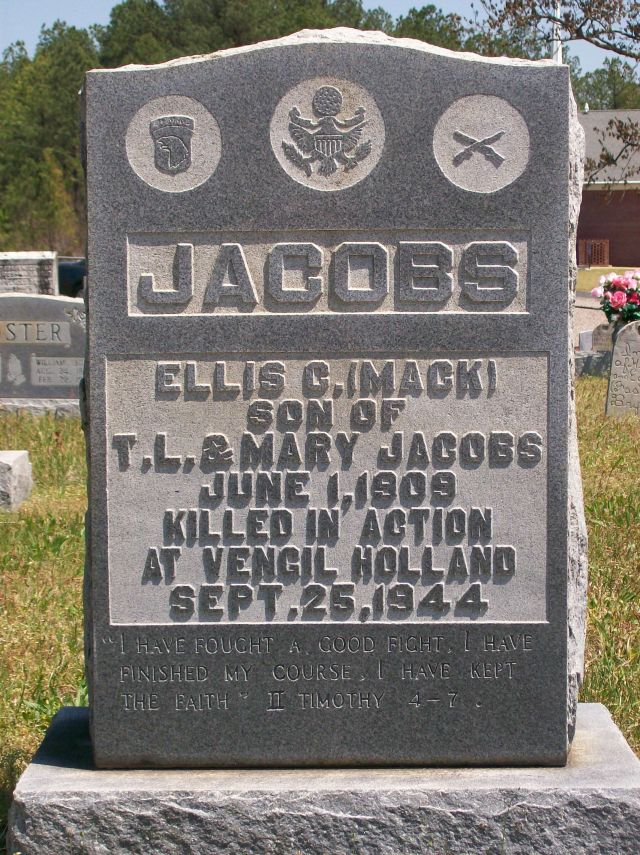 JACOBS
ELLIS C.(MACK)
SON OF
T.L.&MARY JACOBS
JUNE 1,1909
KILLED IN ACTION
AT VENGIL HOLLAND
SEPT.25,1944
"I HAVE FOUGHT A GOOD FIGHT, I HAVE
FINISHED MY COURSE, I HAVE KEPT
THE FAITH" II TIMOTHY 4-7.
STER
WILLIAM